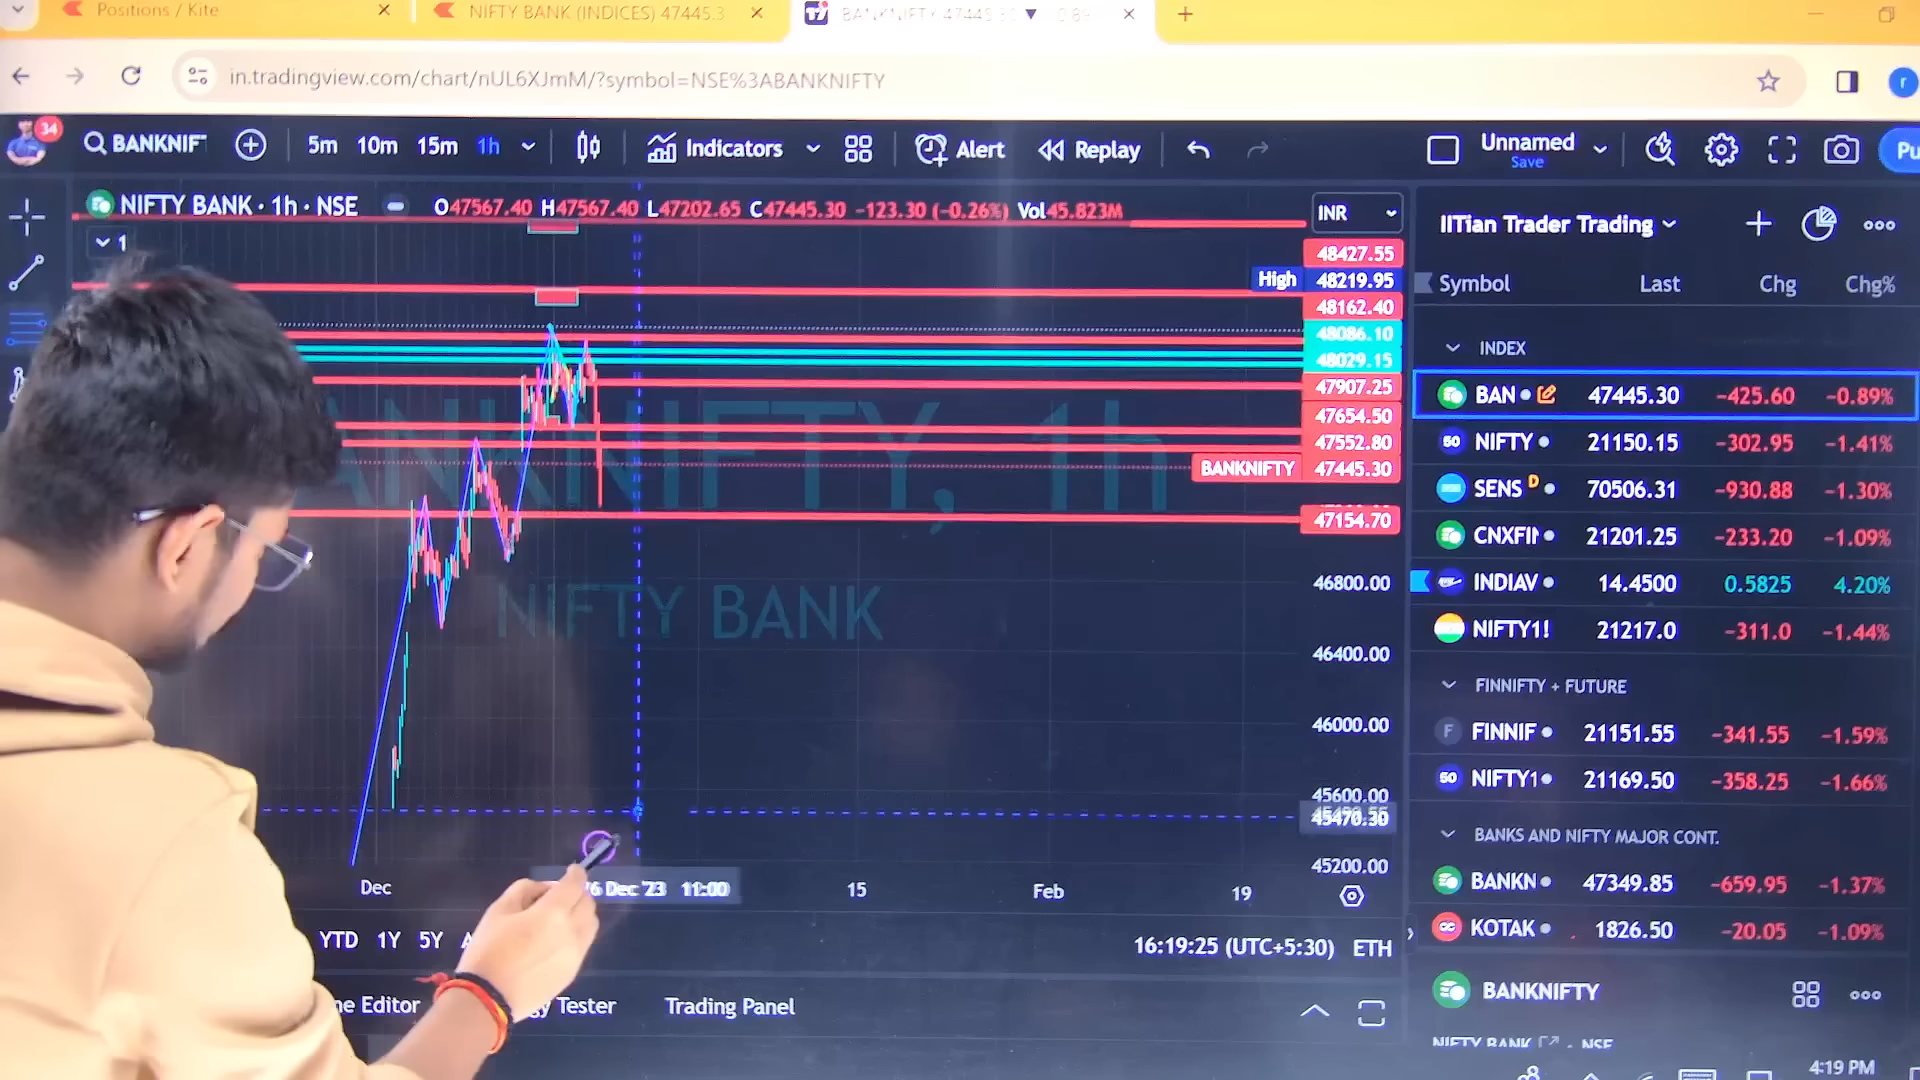 Positions / Kite
NIFTY BANK (INDICES) 47445.3
BANKNIFTY 47445.
in.tradingview.com/chart/nUL6XJmM/?symbol=NSE%3ABANKNIFTY
r
34
BANKNIF
5m 10m 15m 1h
Indicators
Alert
Replay
Unnamed
Save
Pu
NIFTY BANK · 1h · NSE
O47567.40 H47567.40 L47202.65 C47445.30 -123.30 (-0.26%) Vol45.823M
INR
1
48427.55
High 48219.95
48162.40
48086.10
48029.15
47907.25
47654.50
47552.80
BANKNIFTY 47445.30
47154.70
46800.00
46400.00
46000.00
45600.00
45470.30
45200.00
ANKNIFTY, 1h
NIFTY BANK
Dec
6 Dec '23 11:00
15
Feb
19
YTD 1Y 5Y
16:19:25 (UTC+5:30) ETH
ne Editor
gy Tester
Trading Panel
IITian Trader Trading
Symbol Last Chg Chg%
INDEX
BAN 47445.30 -425.60 -0.89%
50 NIFTY 21150.15 -302.95 -1.41%
SENS D 70506.31 -930.88 -1.30%
CNXFI 21201.25 -233.20 -1.09%
INDIAV 14.4500 0.5825 4.20%
NIFTY1! 21217.0 -311.0 -1.44%
FINNIFTY + FUTURE
F FINNIF 21151.55 -341.55 -1.59%
50 NIFTY1 21169.50 -358.25 -1.66%
BANKS AND NIFTY MAJOR CONT.
BANKN 47349.85 -659.95 -1.37%
KOTAK 1826.50 -20.05 -1.09%
BANKNIFTY
NIFTY BANK - NSE
4:19 PM